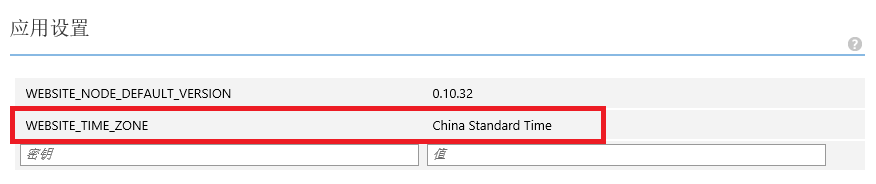 应用设置
?
WEBSITE_NODE_DEFAULT_VERSION 0.10.32
WEBSITE_TIME_ZONE China Standard Time
密钥 值